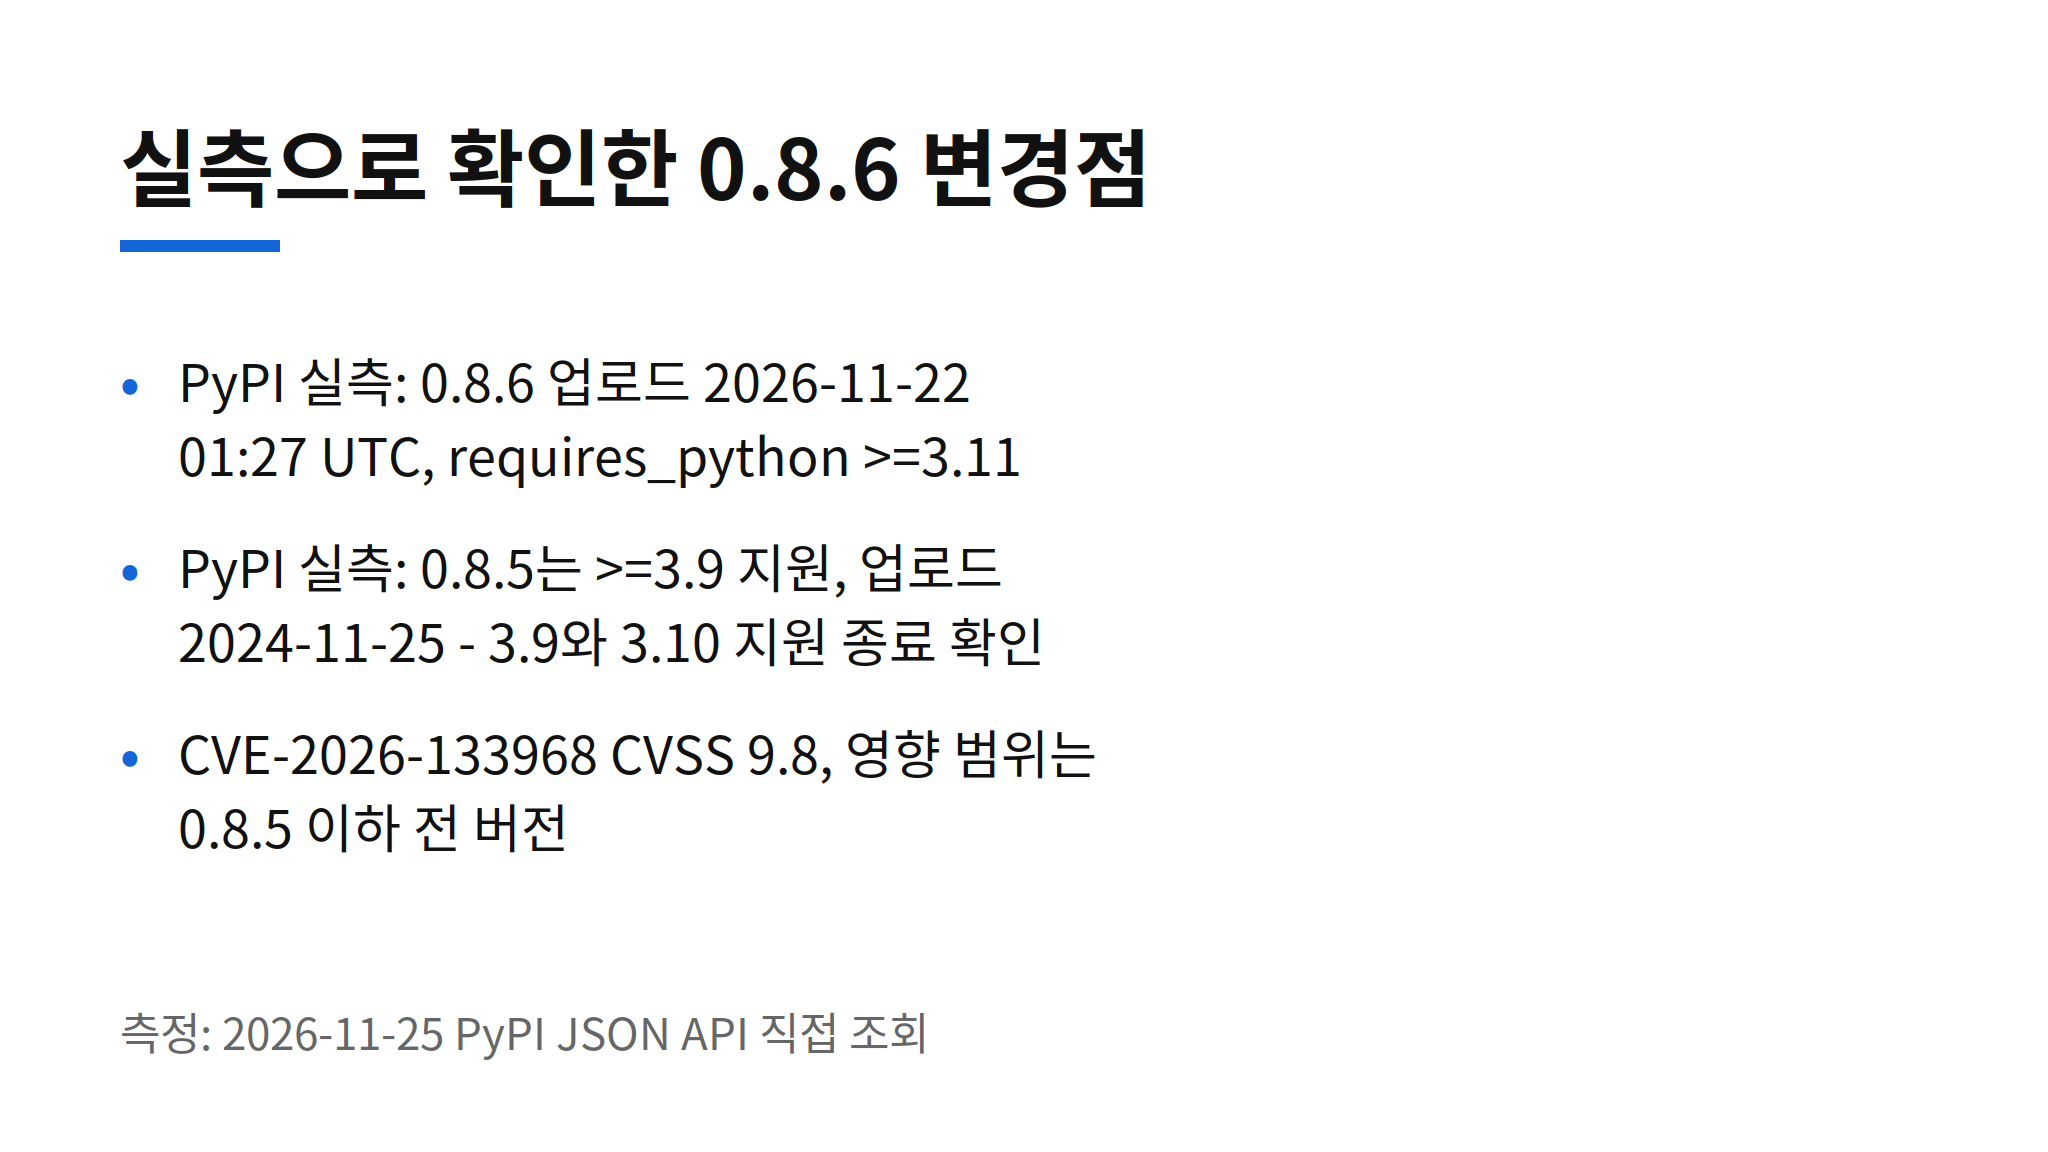 실측으로 확인한 0.8.6 변경점
• PyPI 실측: 0.8.6 업로드 2026-11-22
01:27 UTC, requires_python >=3.11
• PyPI 실측: 0.8.5는 >=3.9 지원, 업로드
2024-11-25 - 3.9와 3.10 지원 종료 확인
• CVE-2026-133968 CVSS 9.8, 영향 범위는
0.8.5 이하 전 버전
측정: 2026-11-25 PyPI JSON API 직접 조회